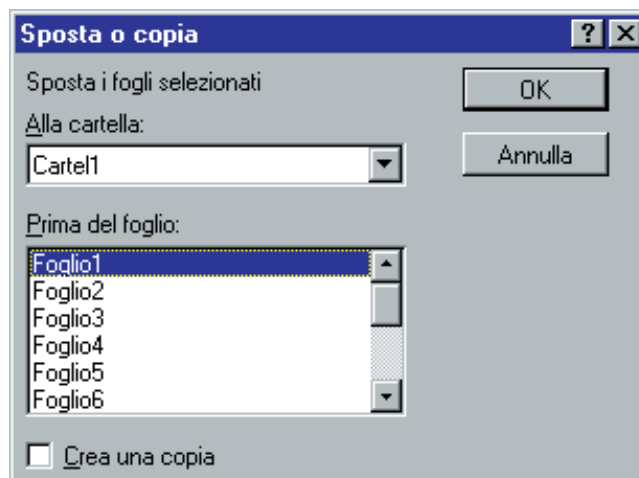 Sposta o copia
Sposta i fogli selezionati
OK
Alla cartella:
Cartel1
Annulla
Prima del foglio:
Foglio1
Foglio2
Foglio3
Foglio4
Foglio5
Foglio6
Crea una copia